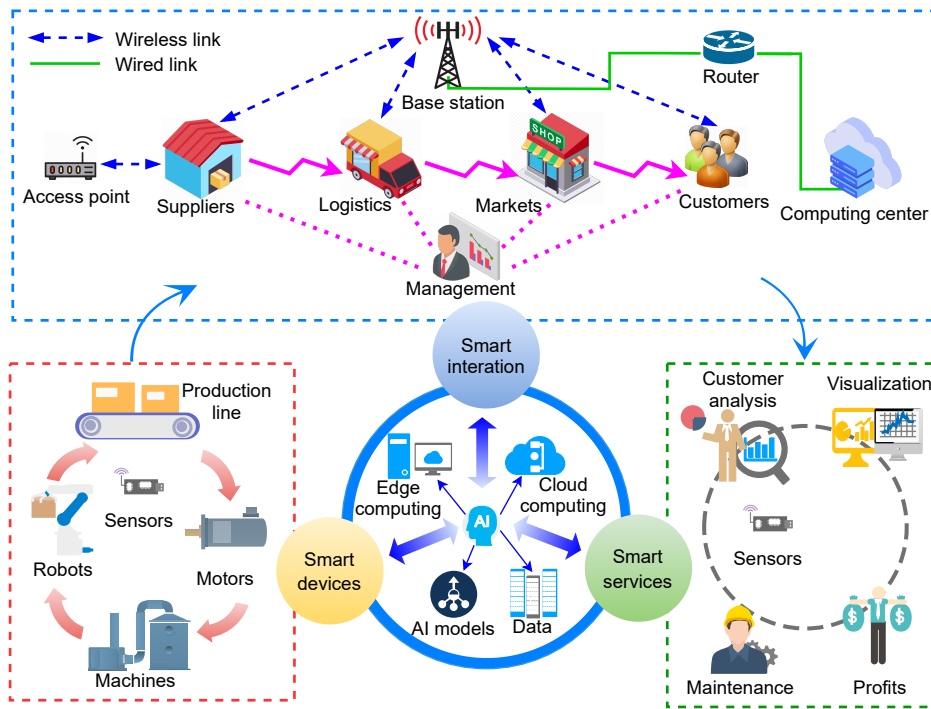 Wireless link
Wired link
Base station
Router
SHOP
Access point
Suppliers
Logistics
Markets
Customers
Computing center
Management
Smart
interation
Production
line
Sensors
Robots
Motors
Machines
Edge
computing
Cloud
computing
AI
Smart
devices
Smart
services
AI models
Data
Customer
analysis
Visualization
Sensors
Maintenance
$
$
Profits